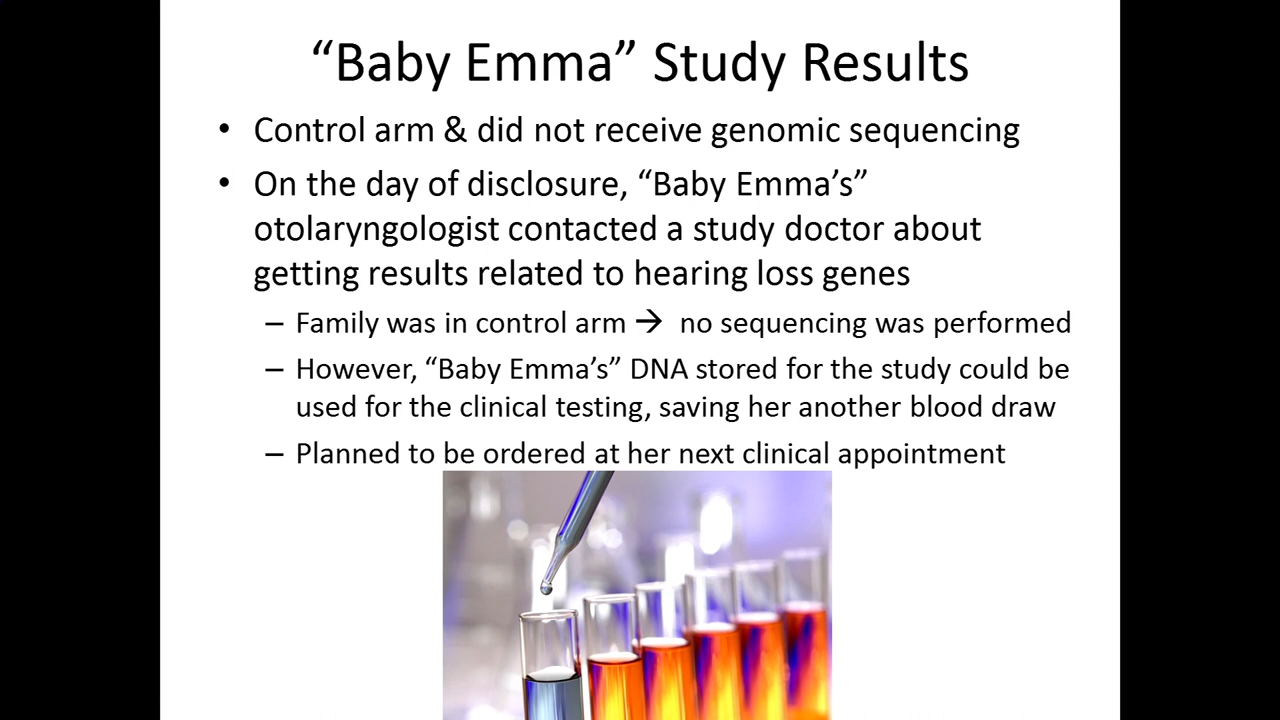 “Baby Emma” Study Results
• Control arm & did not receive genomic sequencing
• On the day of disclosure, “Baby Emma’s”
otolaryngologist contacted a study doctor about
getting results related to hearing loss genes
– Family was in control arm → no sequencing was performed
– However, “Baby Emma’s” DNA stored for the study could be
used for the clinical testing, saving her another blood draw
– Planned to be ordered at her next clinical appointment